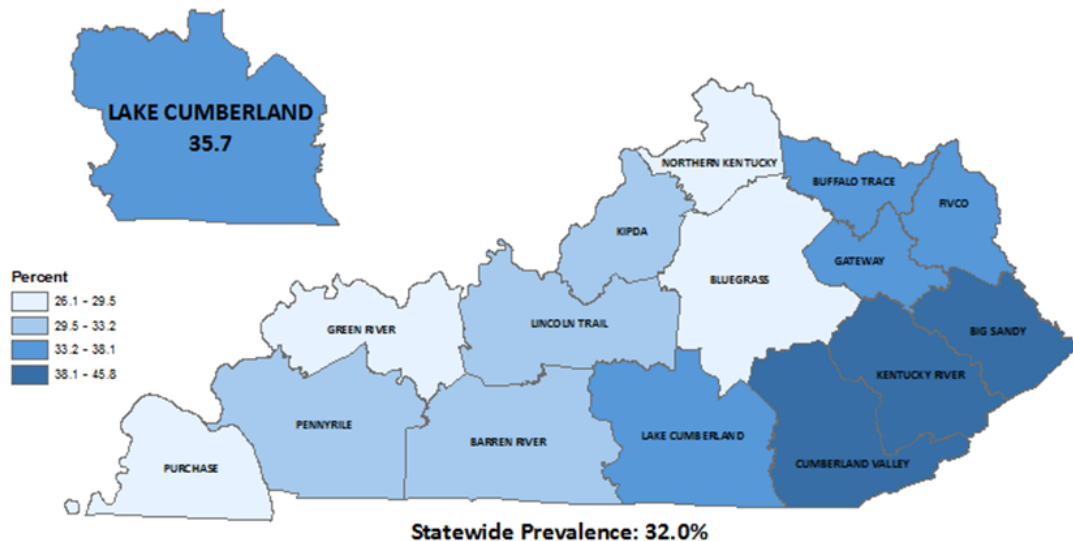 LAKE CUMBERLAND
35.7
NORTHERN KENTUCKY
BUFFALO TRACE
FIVCO
KIPDA
GATEWAY
BLUEGRASS
Percent
26.1 - 29.5
29.5 - 33.2
33.2 - 38.1
38.1 - 45.8
GREEN RIVER
LINCOLN TRAIL
BIG SANDY
KENTUCKY RIVER
PENNYRILE
BARREN RIVER
LAKE CUMBERLAND
CUMBERLAND VALLEY
PURCHASE
Statewide Prevalence: 32.0%